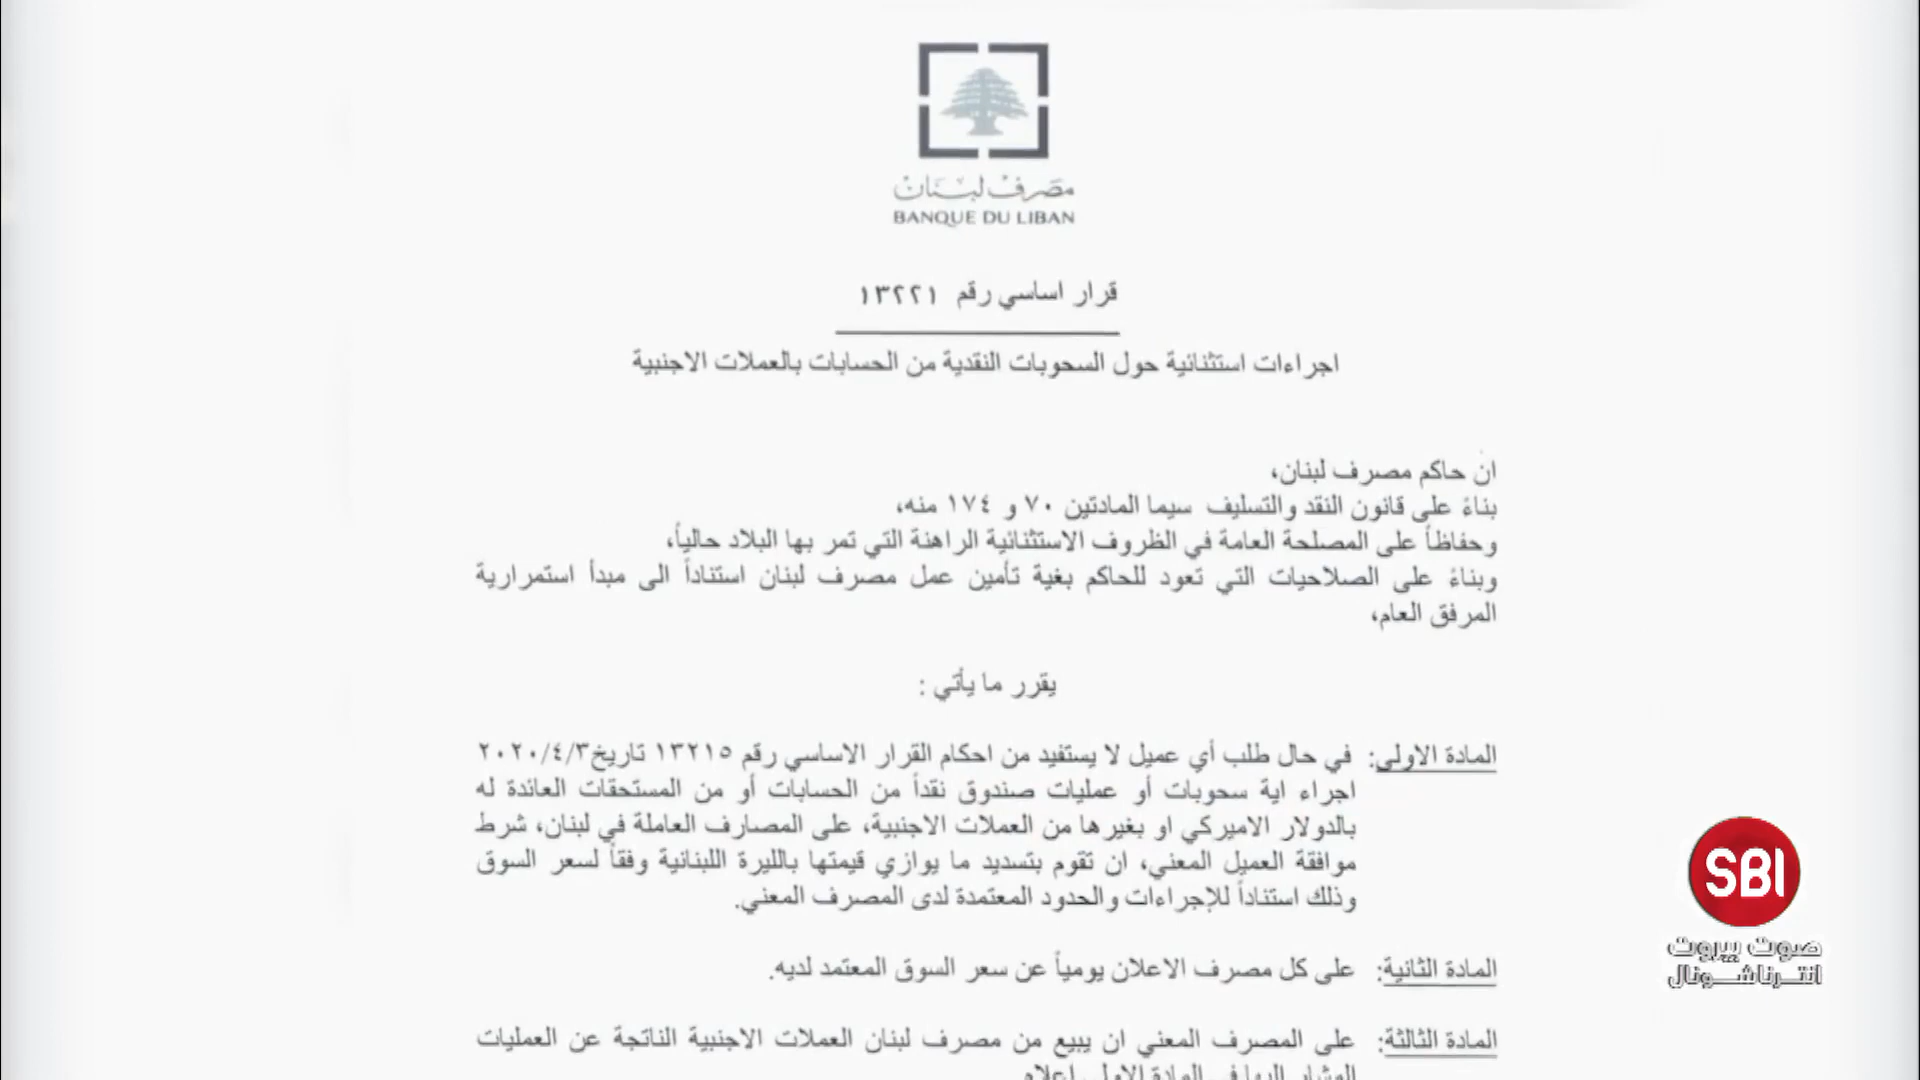 مصرف لبنان
BANQUE DU LIBAN
قرار اساسي رقم ١٣٢٢١
اجراءات استثنائية حول السحوبات النقدية من الحسابات بالعملات الاجنبية
ان حاكم مصرف لبنان،
بناءً على قانون النقد والتسليف سيما المادتين ٧٠ و ١٧٤ منه،
وحفاظاً على المصلحة العامة في الظروف الاستثنائية الراهنة التي تمر بها البلاد حالياً،
وبناءً على الصلاحيات التي تعود للحاكم بغية تأمين عمل مصرف لبنان استناداً الى مبدأ استمرارية
المرفق العام،
يقرر ما يأتي :
المادة الاولى: في حال طلب أي عميل لا يستفيد من احكام القرار الاساسي رقم ١٣٢١٥ تاريخ٢٠٢٠/٤/٣
اجراء اية سحوبات أو عمليات صندوق نقداً من الحسابات أو من المستحقات العائدة له
بالدولار الاميركي او بغيرها من العملات الاجنبية، على المصارف العاملة في لبنان، شرط
موافقة العميل المعني، ان تقوم بتسديد ما يوازي قيمتها بالليرة اللبنانية وفقاً لسعر السوق
وذلك استناداً للإجراءات والحدود المعتمدة لدى المصرف المعني.
المادة الثانية: على كل مصرف الاعلان يومياً عن سعر السوق المعتمد لديه.
المادة الثالثة: على المصرف المعني ان يبيع من مصرف لبنان العملات الاجنبية الناتجة عن العمليات
المشار اليها في المادة الاولى اعلاه
SBI
صوت بيروت
انترناشونال